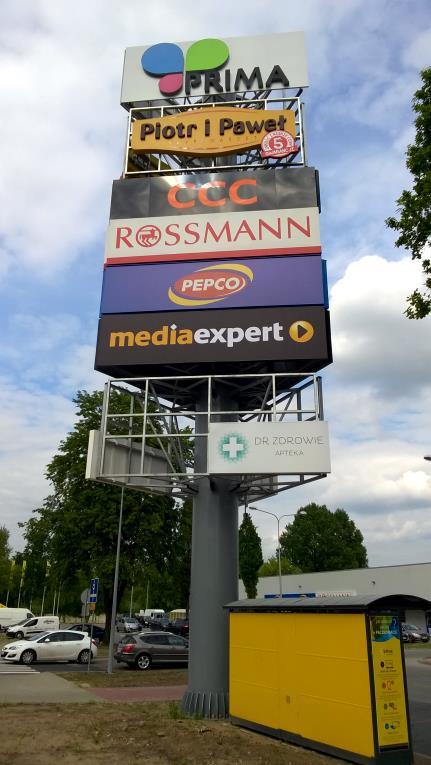 PRIMA
Piotr i Paweł
5
CCC
ROSSMANN
PEPCO
mediaexpert
DR. ZDROWIE
APTEKA